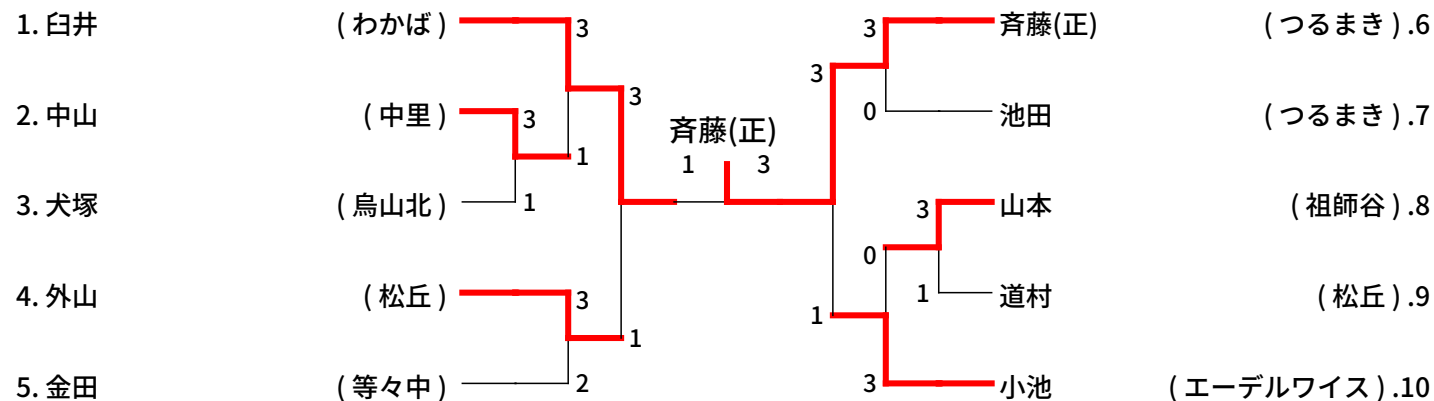 1. 臼井 ( わかば ) 3 3 斉藤(正) ( つるまき ) .6
3
2. 中山 ( 中里 ) 3 3 0 池田 ( つるまき ) .7
斉藤(正)
1 1 3
3. 犬塚 ( 烏山北 ) 1 3 山本 ( 祖師谷 ) .8
0
4. 外山 ( 松丘 ) 3 1 道村 ( 松丘 ) .9
1 1
5. 金田 ( 等々中 ) 2 3 小池 ( エーデルワイス ) .10